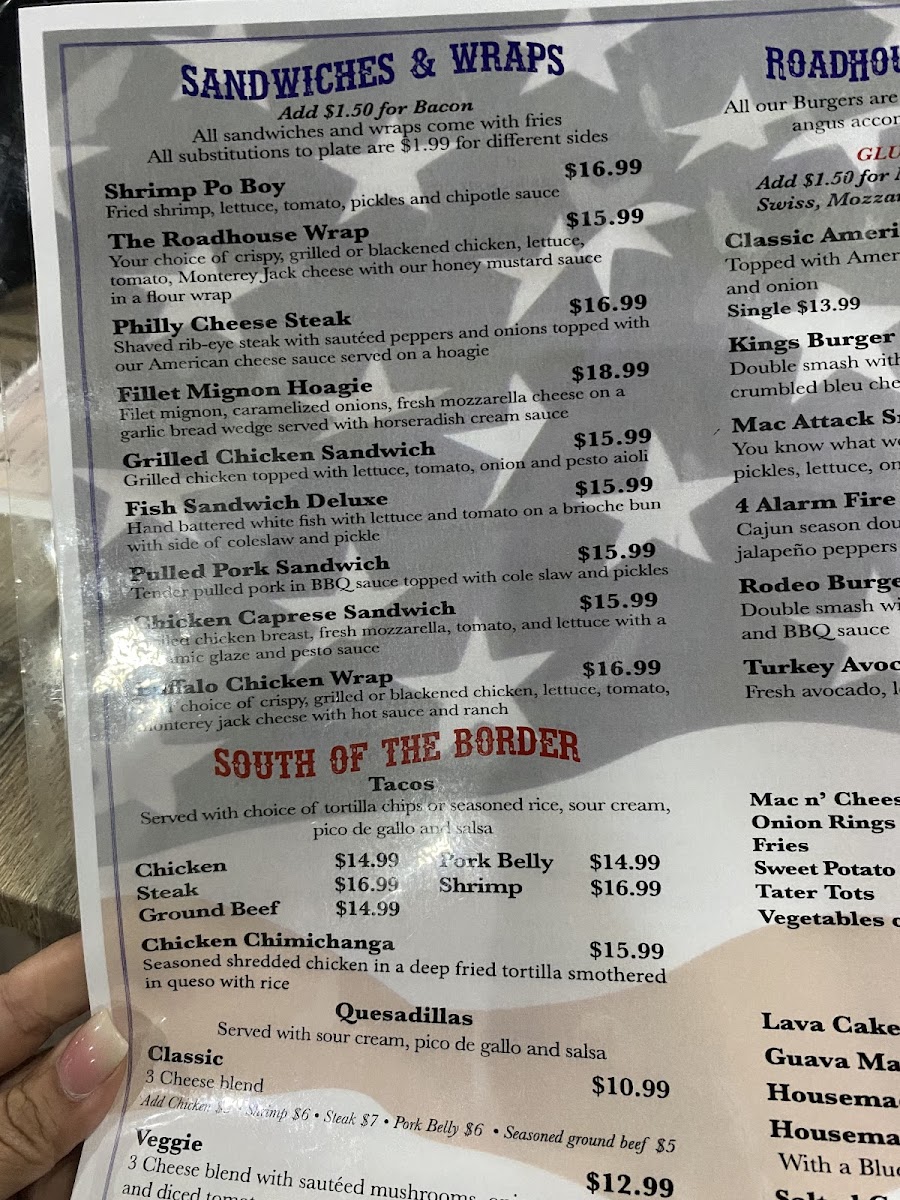 SANDWICHES & WRAPS
Add $1.50 for Bacon
All sandwiches and wraps come with fries
All substitutions to plate are $1.99 for different sides
Shrimp Po Boy $16.99
Fried shrimp, lettuce, tomato, pickles and chipotle sauce
The Roadhouse Wrap $15.99
Your choice of crispy, grilled or blackened chicken, lettuce,
tomato, Monterey Jack cheese with our honey mustard sauce
in a flour wrap
Philly Cheese Steak $16.99
Shaved rib-eye steak with sautéed peppers and onions topped with
our American cheese sauce served on a hoagie
Fillet Mignon Hoagie $18.99
Filet mignon, caramelized onions, fresh mozzarella cheese on a
garlic bread wedge served with horseradish cream sauce
Grilled Chicken Sandwich $15.99
Grilled chicken topped with lettuce, tomato, onion and pesto aioli
Fish Sandwich Deluxe $15.99
Hand battered white fish with lettuce and tomato on a brioche bun
with side of coleslaw and pickle
Pulled Pork Sandwich $15.99
Tender pulled pork in BBQ sauce topped with cole slaw and pickles
Chicken Caprese Sandwich $15.99
chicken breast, fresh mozzarella, tomato, and lettuce with a
glaze and pesto sauce
Buffalo Chicken Wrap $16.99
choice of crispy, grilled or blackened chicken, lettuce, tomato,
monterey jack cheese with hot sauce and ranch
SOUTH OF THE BORDER
Tacos
Served with choice of tortilla chips or seasoned rice, sour cream,
pico de gallo and salsa
Chicken $14.99 Pork Belly $14.99
Steak $16.99 Shrimp $16.99
Ground Beef $14.99
Chicken Chimichanga $15.99
Seasoned shredded chicken in a deep fried tortilla smothered
in queso with rice
Quesadillas
Served with sour cream, pico de gallo and salsa
Classic $10.99
3 Cheese blend
Add Chicken • Shrimp $6 • Steak $7 • Pork Belly $6 • Seasoned ground beef $5
Veggie $12.99
3 Cheese blend with sautéed mushrooms,
and diced
ROADHOU
All our Burgers are
angus accor
GLU
Add $1.50 for
Swiss, Mozzar
Classic Ameri
Topped with Amer
and onion
Single $13.99
Kings Burger
Double smash with
crumbled bleu che
Mac Attack S
You know what w
pickles, lettuce, on
4 Alarm Fire
Cajun season dou
jalapeño peppers
Rodeo Burge
Double smash wi
and BBQ sauce
Turkey Avoc
Fresh avocado, l
Mac n' Chees
Onion Rings
Fries
Sweet Potato
Tater Tots
Vegetables
Lava Cake
Guava Ma
Housema
Housema
With a Blu